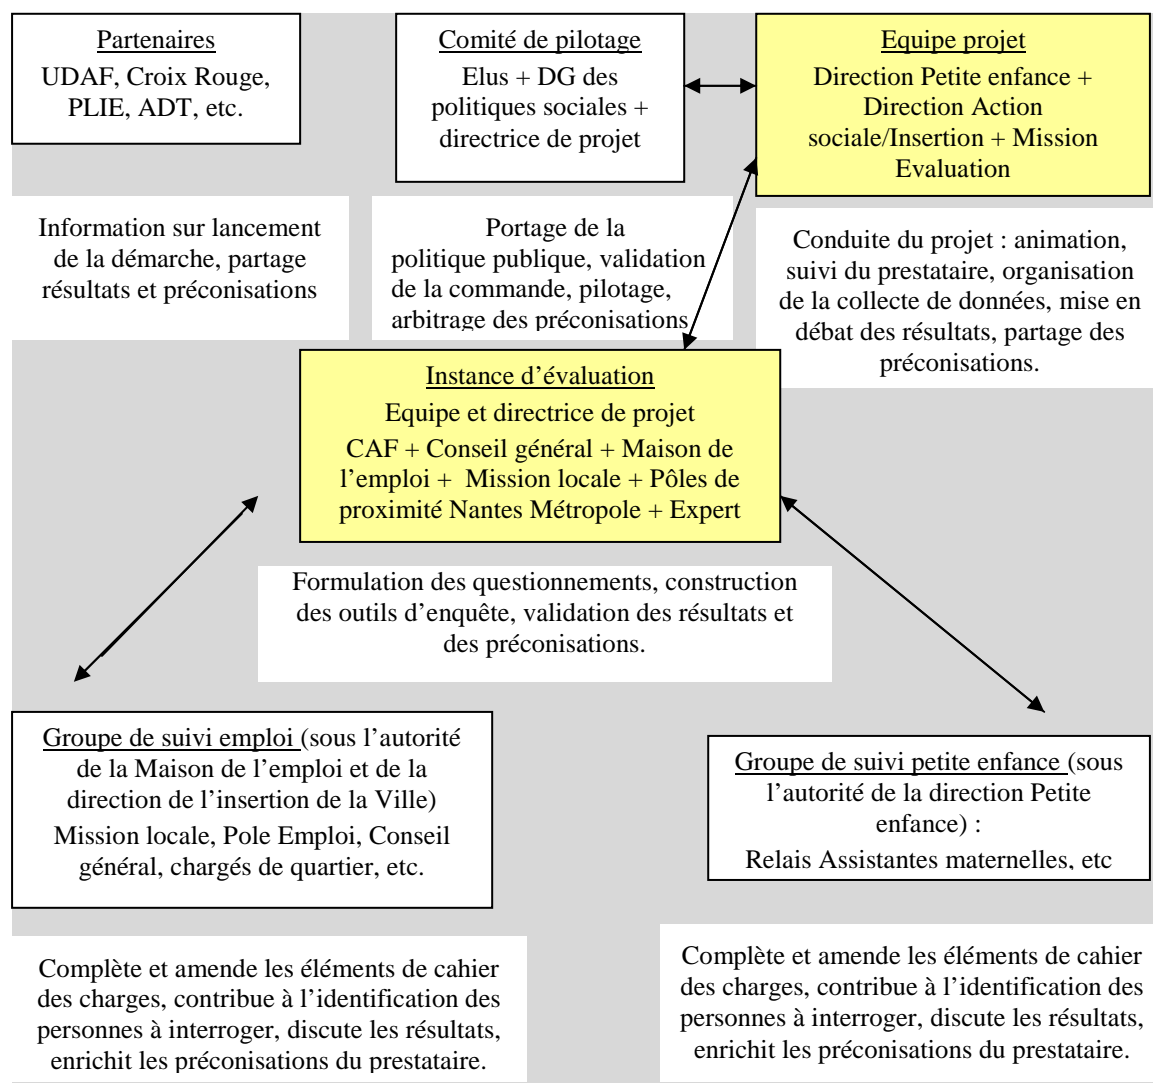 Partenaires
UDAF, Croix Rouge,
PLIE, ADT, etc.
Comité de pilotage
Elus + DG des
politiques sociales +
directrice de projet
Equipe projet
Direction Petite enfance +
Direction Action
sociale/Insertion + Mission
Evaluation
Information sur lancement
de la démarche, partage
résultats et préconisations
Portage de la
politique publique, validation
de la commande, pilotage,
arbitrage des préconisations
Conduite du projet : animation,
suivi du prestataire, organisation
de la collecte de données, mise en
débat des résultats, partage des
préconisations.
Instance d’évaluation
Equipe et directrice de projet
CAF + Conseil général + Maison de
l’emploi + Mission locale + Pôles de
proximité Nantes Métropole + Expert
Formulation des questionnements, construction
des outils d’enquête, validation des résultats et
des préconisations.
Groupe de suivi emploi (sous l’autorité
de la Maison de l’emploi et de la
direction de l’insertion de la Ville)
Mission locale, Pole Emploi, Conseil
général, chargés de quartier, etc.
Groupe de suivi petite enfance (sous
l’autorité de la direction Petite
enfance) :
Relais Assistantes maternelles, etc
Complète et amende les éléments de cahier
des charges, contribue à l’identification des
personnes à interroger, discute les résultats,
enrichit les préconisations du prestataire.
Complète et amende les éléments de cahier
des charges, contribue à l’identification des
personnes à interroger, discute les résultats,
enrichit les préconisations du prestataire.